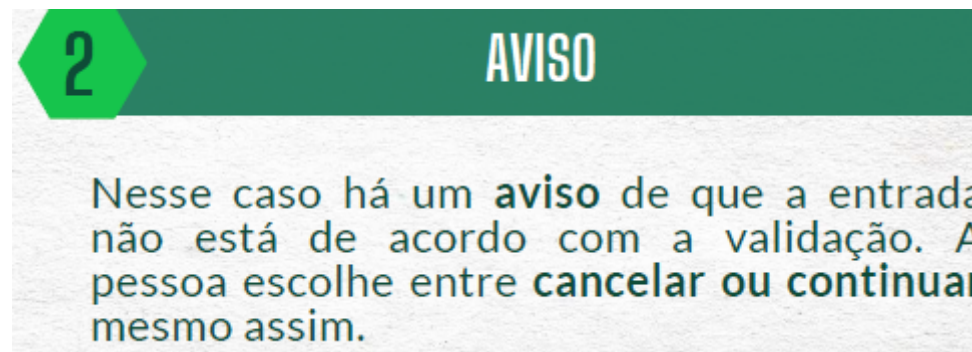 2
AVISO
Nesse caso há um aviso de que a entrada
não está de acordo com a validação. A
pessoa escolhe entre cancelar ou continuar
mesmo assim.